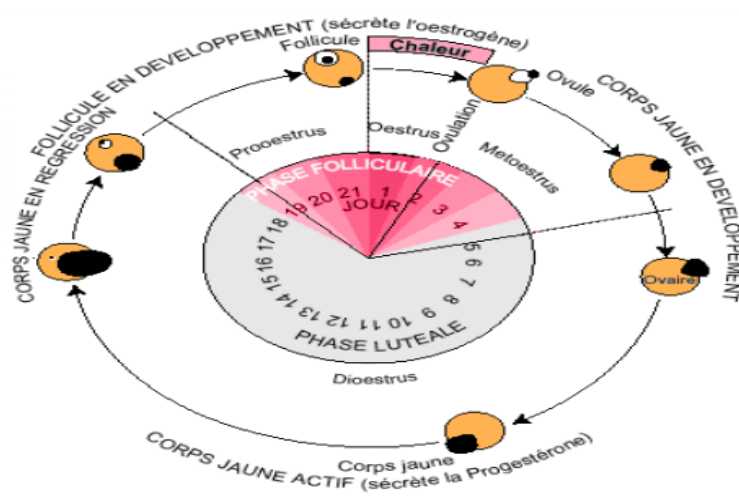 FOLLICULE EN DEVELOPPEMENT (sécrète l'oestrogène)
Follicule
Chaleur
Ovule
CORPS JAUNE EN DEVELOPPEMENT
CORPS JAUNE EN REGRESSION
Prooestrus
Oestrus
Ovulation
Metoestrus
PHASE FOLLICULAIRE
JOUR
1 2 3 4 5 6 7 8 9 10 11 12 13 14 15 16 17 18 19 20 21
PHASE LUTEALE
Ovaire
Dioestrus
Corps jaune
CORPS JAUNE ACTIF (sécrète la Progestérone)